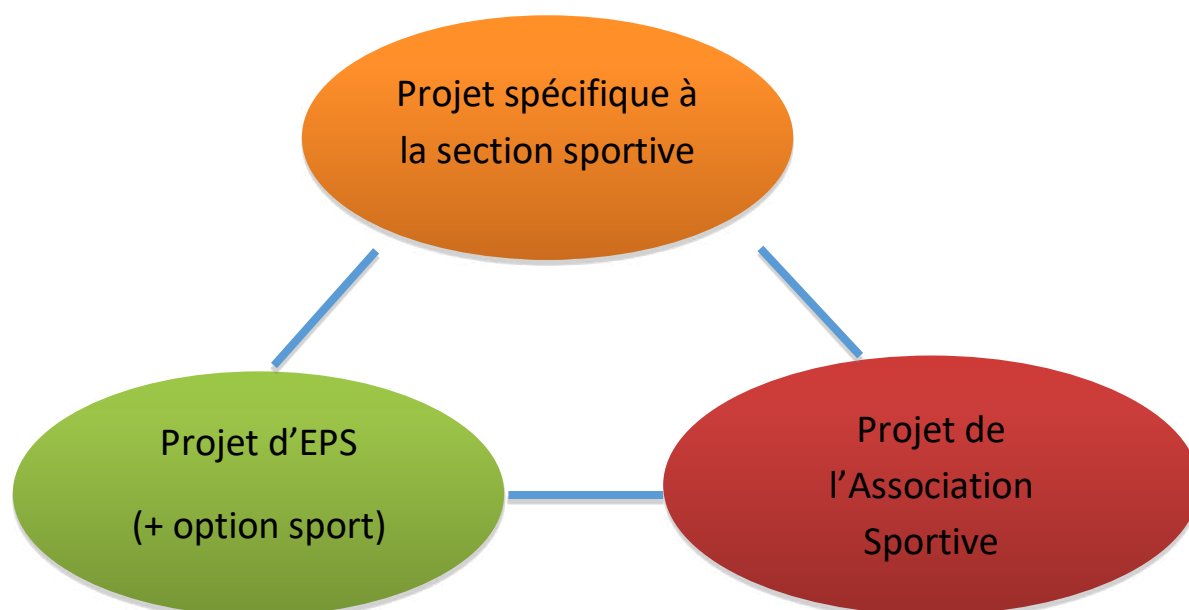 Projet spécifique à
la section sportive
Projet d’EPS
(+ option sport)
Projet de
l’Association
Sportive